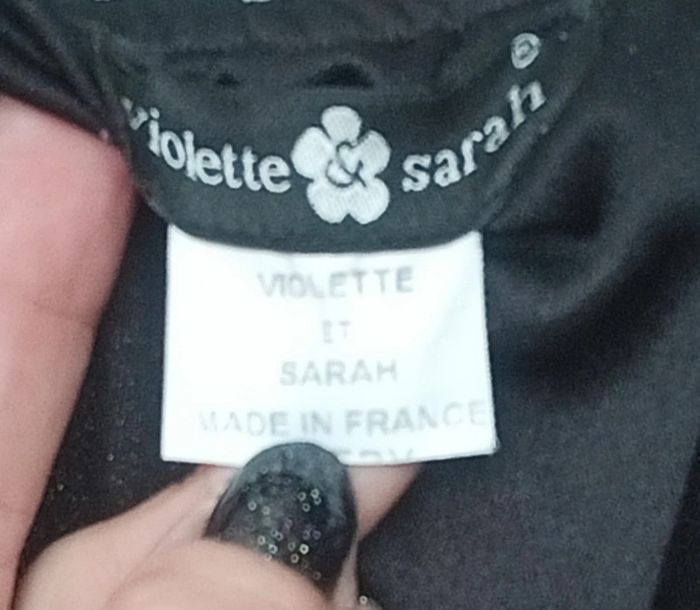 violette & sarah ®
VIOLETTE
ET
SARAH
MADE IN FRANCE